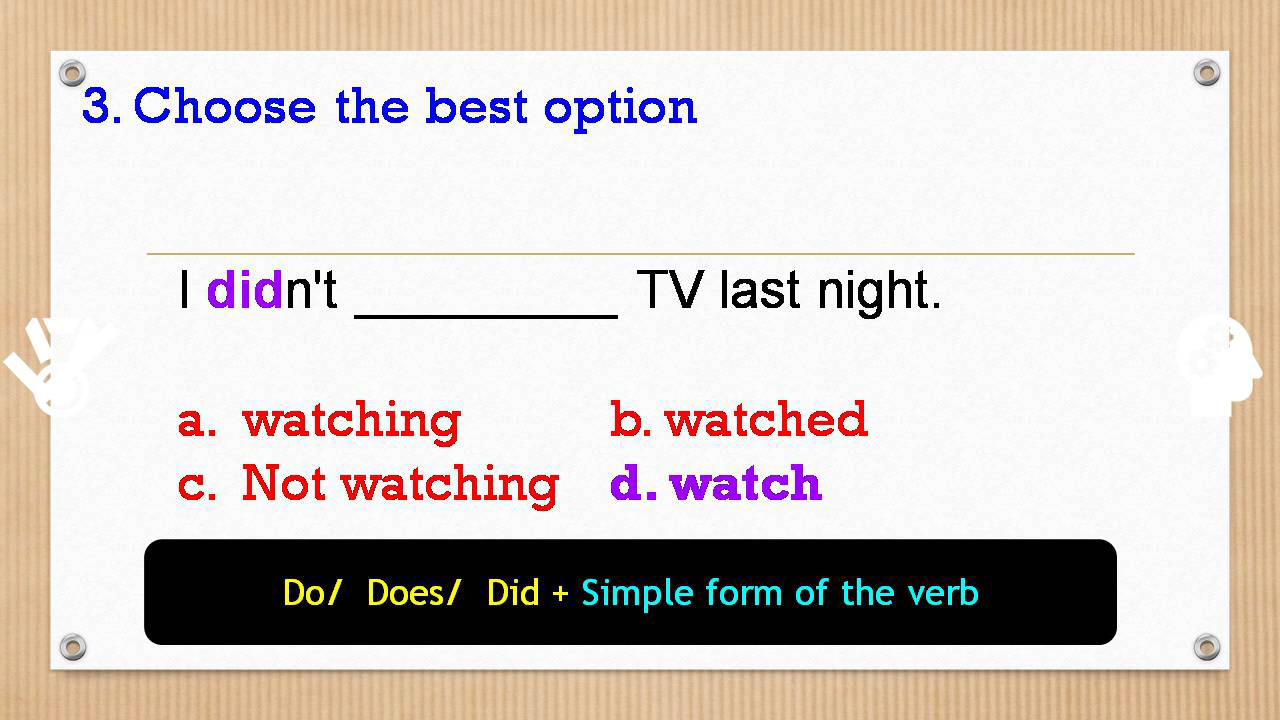 3. Choose the best option
I didn't __________ TV last night.
a. watching b. watched
c. Not watching d. watch
Do/ Does/ Did + Simple form of the verb